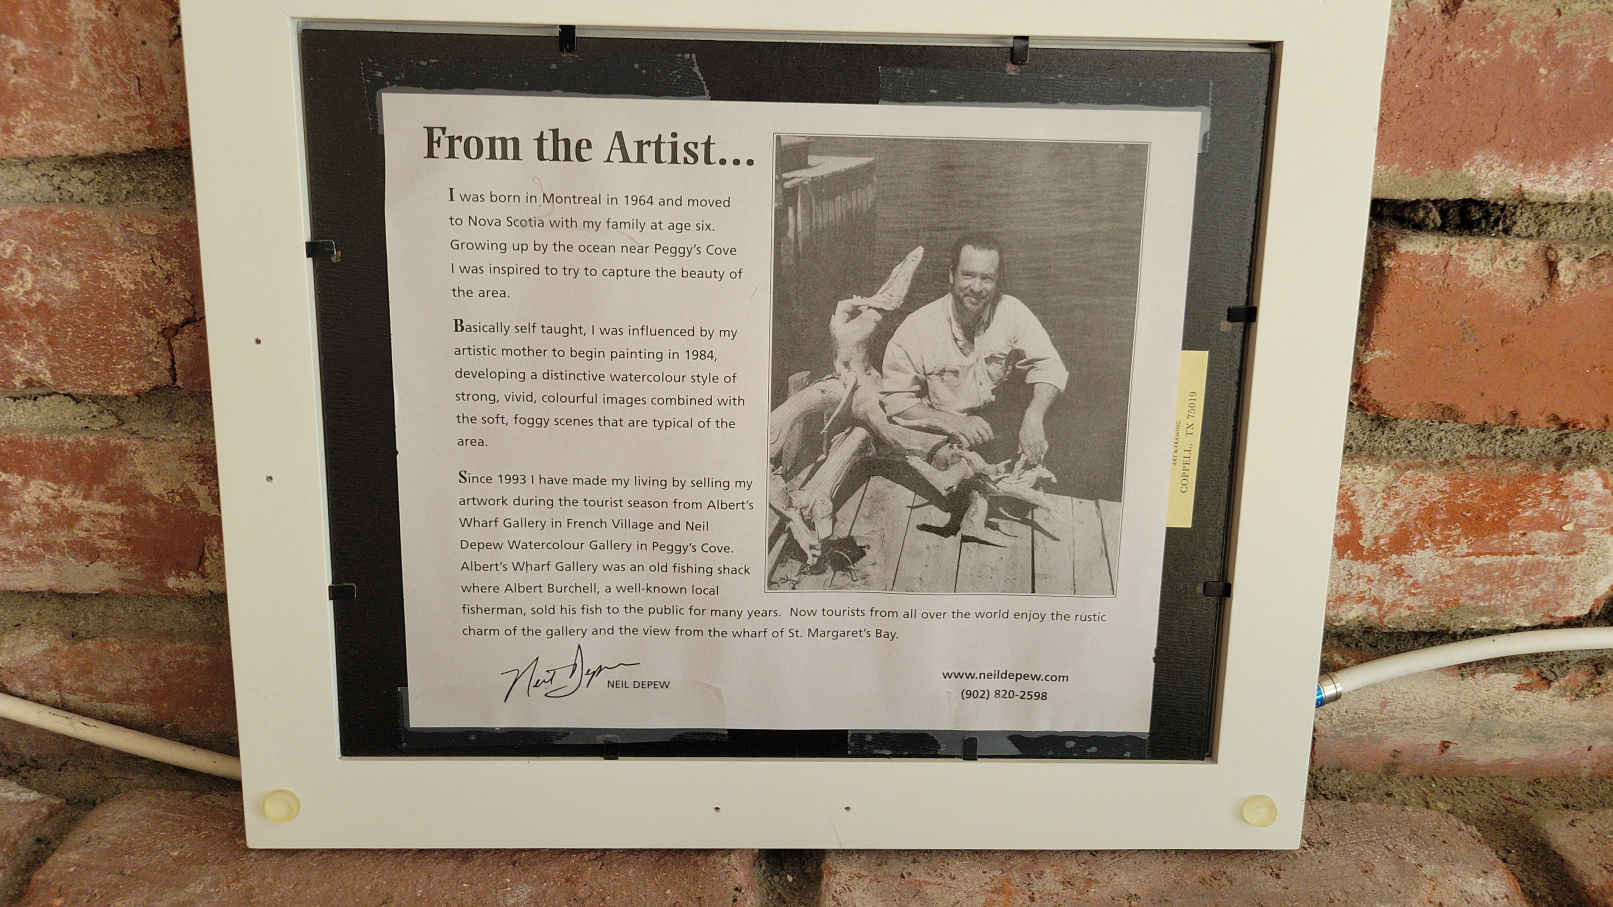 From the Artist...
I was born in Montreal in 1964 and moved
to Nova Scotia with my family at age six.
Growing up by the ocean near Peggy's Cove
I was inspired to try to capture the beauty of
the area.
Basically self taught, I was influenced by my
artistic mother to begin painting in 1984,
developing a distinctive watercolour style of
strong, vivid, colourful images combined with
the soft, foggy scenes that are typical of the
area.
Since 1993 I have made my living by selling my
artwork during the tourist season from Albert's
Wharf Gallery in French Village and Neil
Depew Watercolour Gallery in Peggy's Cove.
Albert's Wharf Gallery was an old fishing shack
where Albert Burchell, a well-known local
fisherman, sold his fish to the public for many years. Now tourists from all over the world enjoy the rustic
charm of the gallery and the view from the wharf of St. Margaret's Bay.
Neil Depew
NEIL DEPEW
www.neildepew.com
(902) 820-2598
COPPELL, TX 75019